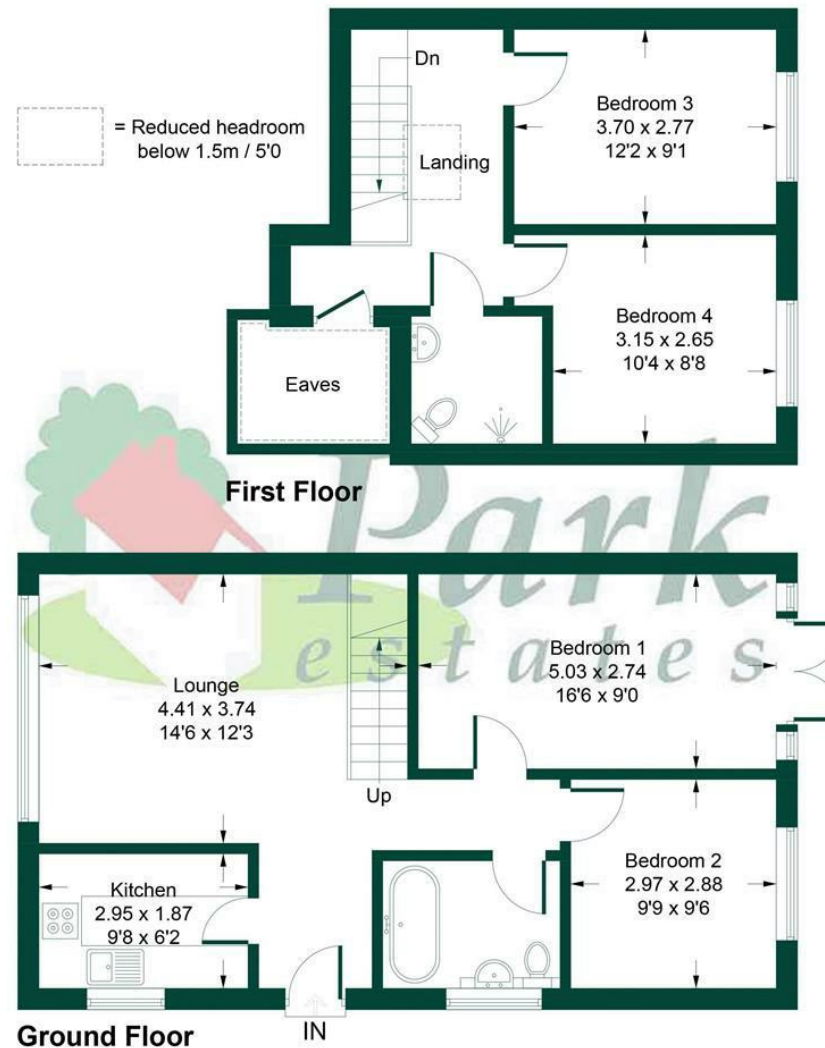 = Reduced headroom
below 1.5m / 5'0
Dn
Landing
Bedroom 3
3.70 x 2.77
12'2 x 9'1
Bedroom 4
3.15 x 2.65
10'4 x 8'8
Eaves
First Floor
Park
estates
Lounge
4.41 x 3.74
14'6 x 12'3
Up
Bedroom 1
5.03 x 2.74
16'6 x 9'0
Kitchen
2.95 x 1.87
9'8 x 6'2
Bedroom 2
2.97 x 2.88
9'9 x 9'6
IN
Ground Floor